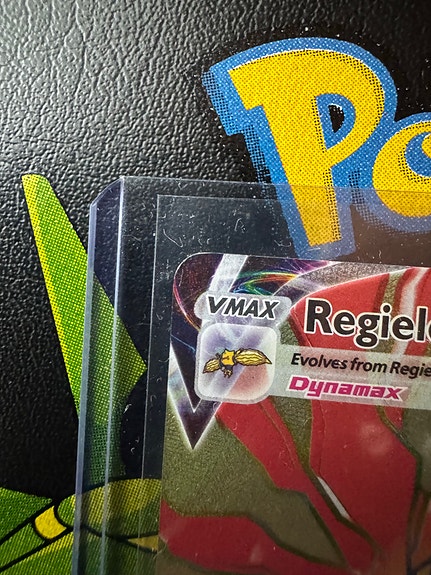 Po
VMAX
Regiele
Evolves from Regie
Dynamax